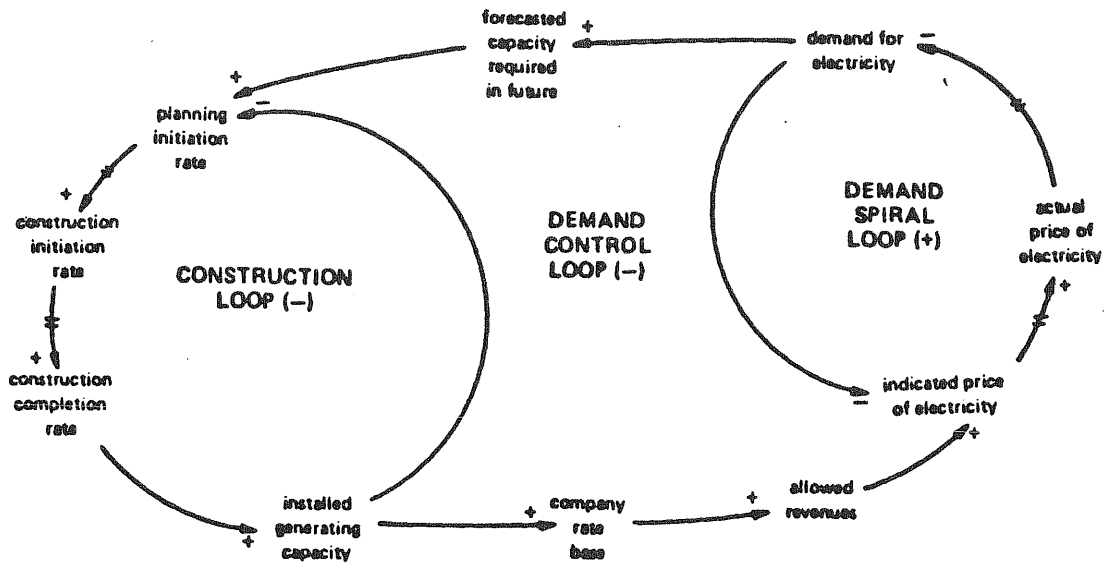 forecasted
capacity
required
in future
+
demand for
electricity
−
+
−
planning
initiation
rate
+
construction
initiation
rate
CONSTRUCTION
LOOP (−)
DEMAND
CONTROL
LOOP (−)
DEMAND
SPIRAL
LOOP (+)
actual
price of
electricity
+
+
construction
completion
rate
−
indicated price
of electricity
+
installed
generating
capacity
+
+
company
rate
base
+
allowed
revenues